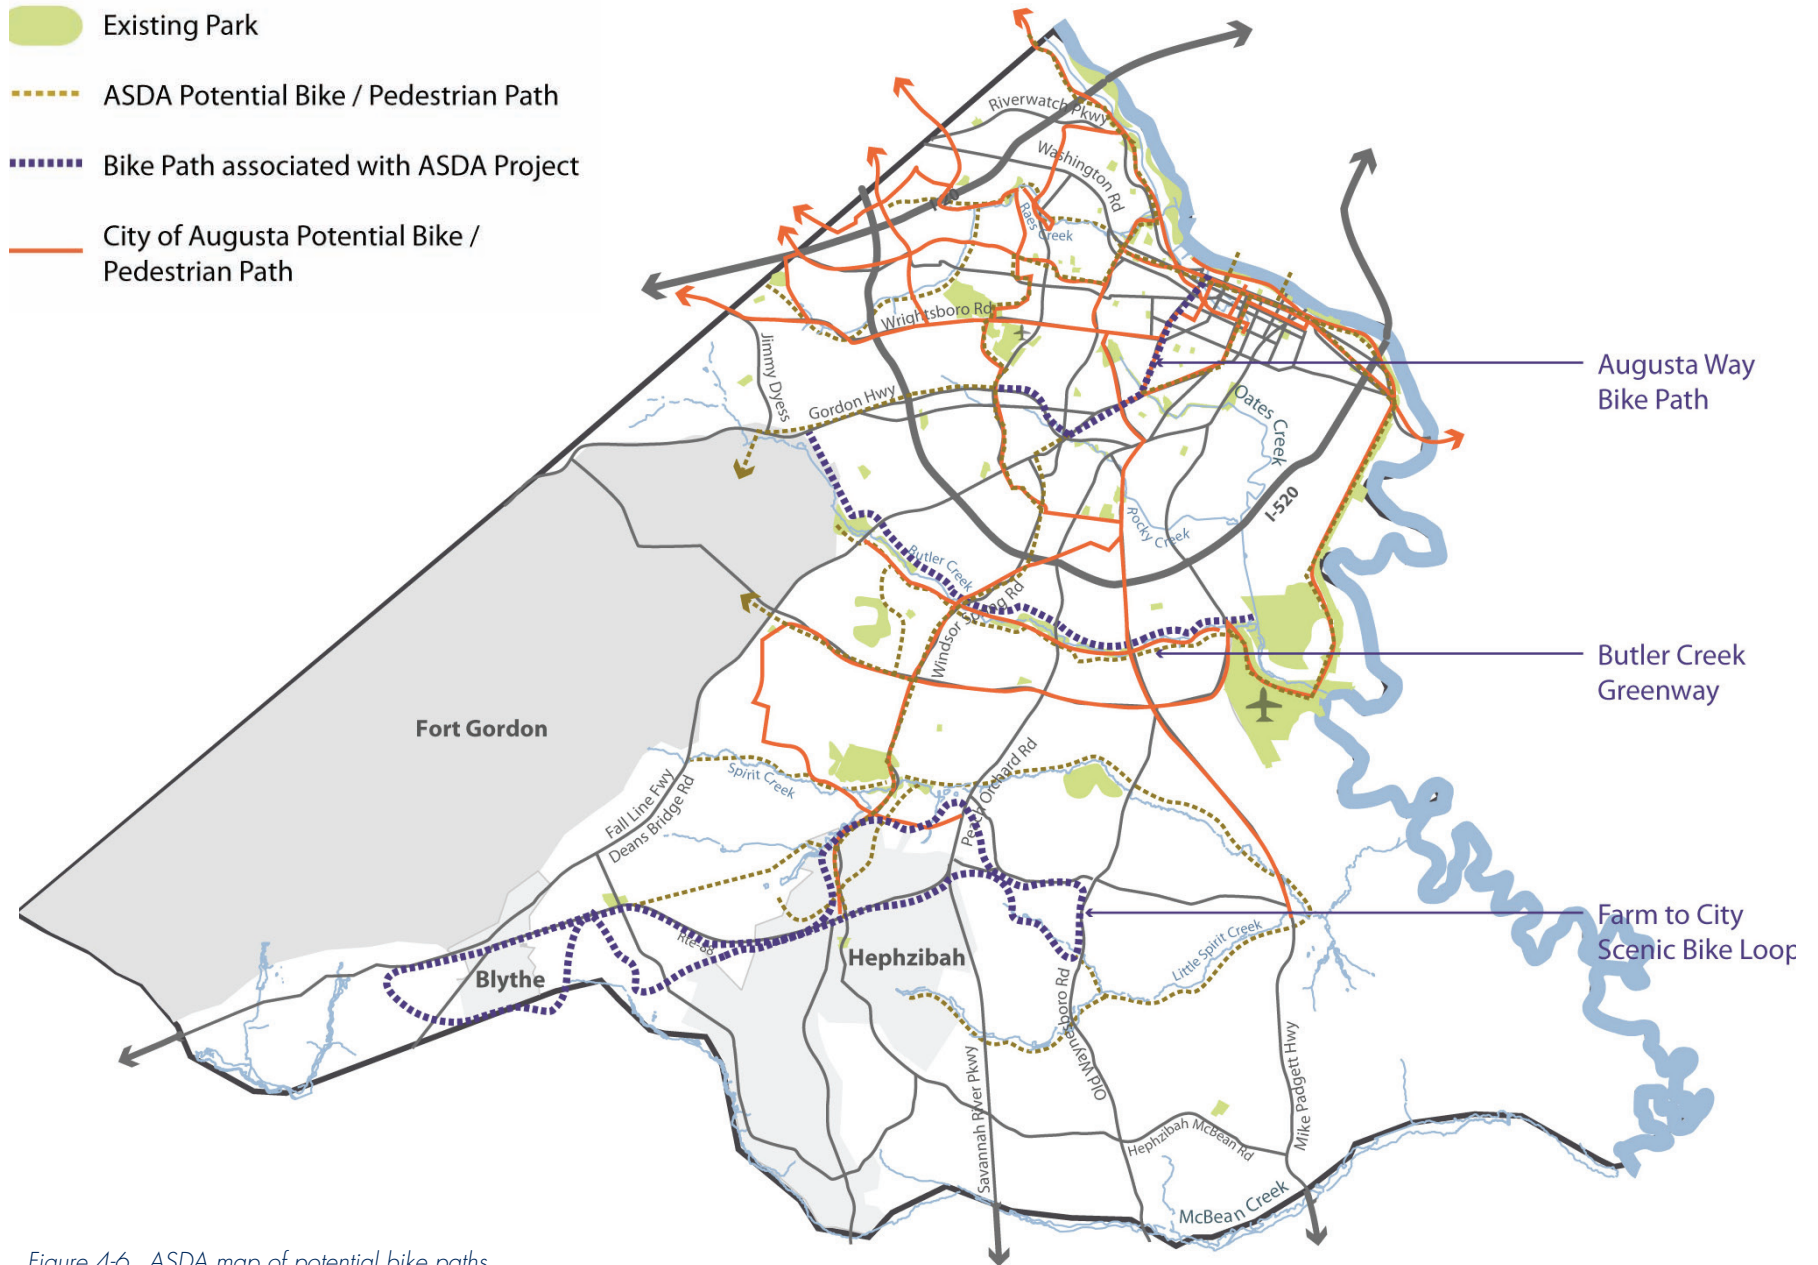 Existing Park
ASDA Potential Bike / Pedestrian Path
Bike Path associated with ASDA Project
City of Augusta Potential Bike /
Pedestrian Path
Riverwatch Pkwy
Washington Rd
I-20
Raes Creek
Wrightsboro Rd
Jimmy Dyess
Gordon Hwy
Augusta Way
Bike Path
Oates Creek
I-520
Rocky Creek
Butler Creek
Windsor Spring Rd
Butler Creek
Greenway
Fort Gordon
Spirit Creek
Fall Line Fwy
Deans Bridge Rd
Peach Orchard Rd
Farm to City
Scenic Bike Loop
Rte-88
Hephzibah
Blythe
Little Spirit Creek
Old Waynesboro Rd
Savannah River Pkwy
Mike Padgett Hwy
Hephzibah McBean Rd
McBean Creek
Figure 4-6. ASDA map of potential bike paths